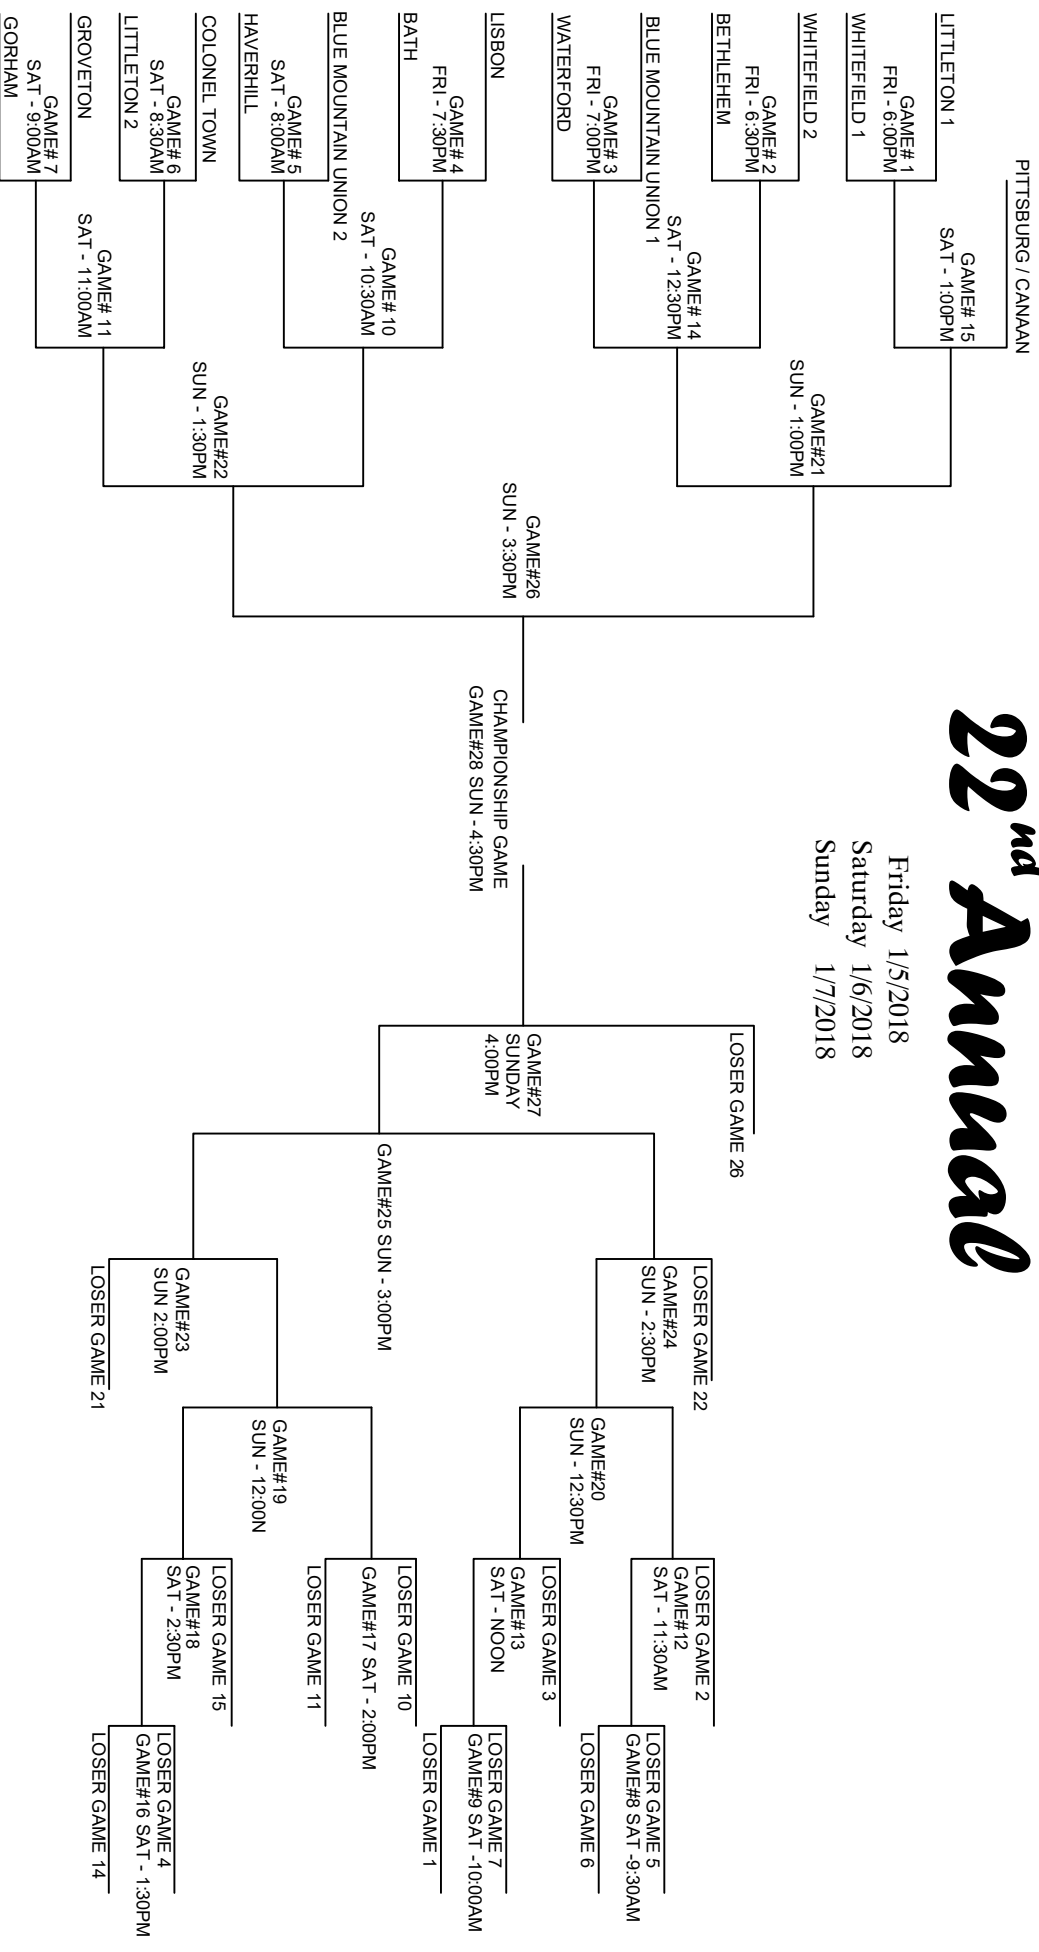 22nd Annual
Friday 1/5/2018
Saturday 1/6/2018
Sunday 1/7/2018
PITTSBURG / CANAAN
GAME# 15
SAT - 1:00PM
LITTLETON 1
GAME# 1
FRI - 6:00PM
WHITEFIELD 1
WHITEFIELD 2
GAME# 2
FRI - 6:30PM
BETHLEHEM
GAME#21
SUN - 1:00PM
GAME# 14
SAT - 12:30PM
BLUE MOUNTAIN UNION 1
GAME# 3
FRI - 7:00PM
WATERFORD
GAME#26
SUN - 3:30PM
LISBON
GAME# 4
FRI - 7:30PM
BATH
GAME# 10
SAT - 10:30AM
BLUE MOUNTAIN UNION 2
GAME# 5
SAT - 8:00AM
HAVERHILL
GAME#22
SUN - 1:30PM
COLONEL TOWN
GAME# 6
SAT - 8:30AM
LITTLETON 2
GAME# 11
SAT - 11:00AM
GROVETON
GAME# 7
SAT - 9:00AM
GORHAM
CHAMPIONSHIP GAME
GAME#28 SUN - 4:30PM
LOSER GAME 26
GAME#27
SUNDAY
4:00PM
GAME#25 SUN - 3:00PM
LOSER GAME 22
GAME#24
SUN - 2:30PM
GAME#23
SUN 2:00PM
LOSER GAME 21
GAME#20
SUN - 12:30PM
GAME#19
SUN - 12:00N
LOSER GAME 2
GAME#12
SAT - 11:30AM
LOSER GAME 3
GAME#13
SAT - NOON
LOSER GAME 10
GAME#17 SAT - 2:00PM
LOSER GAME 11
LOSER GAME 15
GAME#18
SAT - 2:30PM
LOSER GAME 5
GAME#8 SAT -9:30AM
LOSER GAME 6
LOSER GAME 7
GAME#9 SAT -10:00AM
LOSER GAME 1
LOSER GAME 4
GAME#16 SAT - 1:30PM
LOSER GAME 14